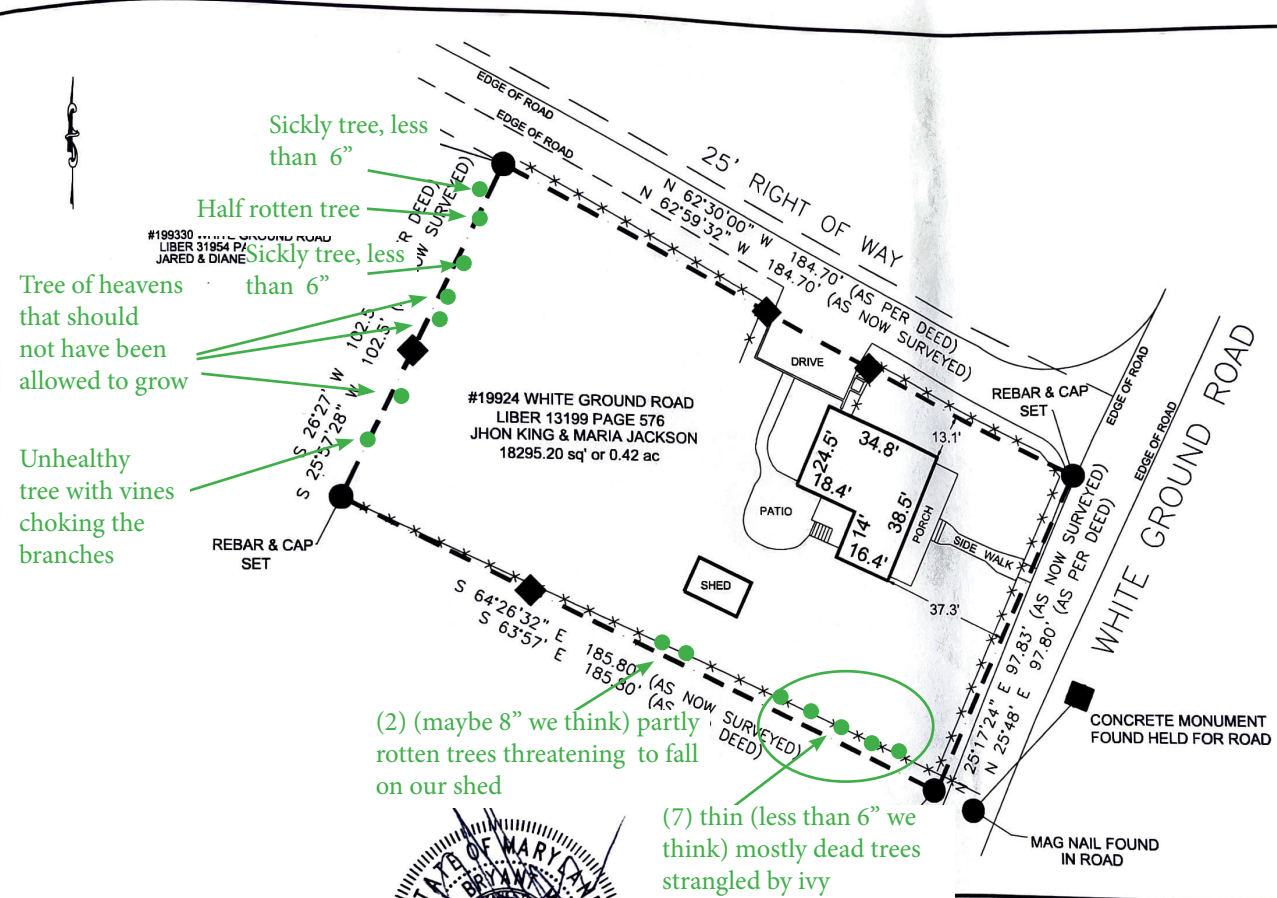 EDGE OF ROAD
EDGE OF ROAD
25' RIGHT OF WAY
N 62°30'00" W 184.70' (AS PER DEED)
N 62°59'32" W 184.70' (AS NOW SURVEYED)
Sickly tree, less
than 6"
Half rotten tree
#199330 WHITE GROUND ROAD
LIBER 31954
JARED & DIANE
Sickly tree, less
than 6"
Tree of heavens
that should
not have been
allowed to grow
S 26°27' W 102.5 R DEED)
S 25°57'28" W 102.5' OW SURVEYED)
Unhealthy
tree with vines
choking the
branches
REBAR & CAP
SET
#19924 WHITE GROUND ROAD
LIBER 13199 PAGE 576
JHON KING & MARIA JACKSON
18295.20 sq' or 0.42 ac
DRIVE
PATIO
SHED
PORCH
SIDE WALK
34.8'
24.5'
18.4'
14'
16.4'
38.5'
13.1'
37.3'
REBAR & CAP
SET
EDGE OF ROAD
EDGE OF ROAD
WHITE GROUND ROAD
N 25°17'24" E 97.83' (AS NOW SURVEYED)
N 25°48' E 97.80' (AS PER DEED)
S 64°26'32" E 185.80' (AS NOW SURVEYED)
S 63°57' E 185.80' (AS DEED)
(2) (maybe 8" we think) partly
rotten trees threatening to fall
on our shed
(7) thin (less than 6" we
think) mostly dead trees
strangled by ivy
CONCRETE MONUMENT
FOUND HELD FOR ROAD
MAG NAIL FOUND
IN ROAD
STATE OF MARYLAN
BRYANT